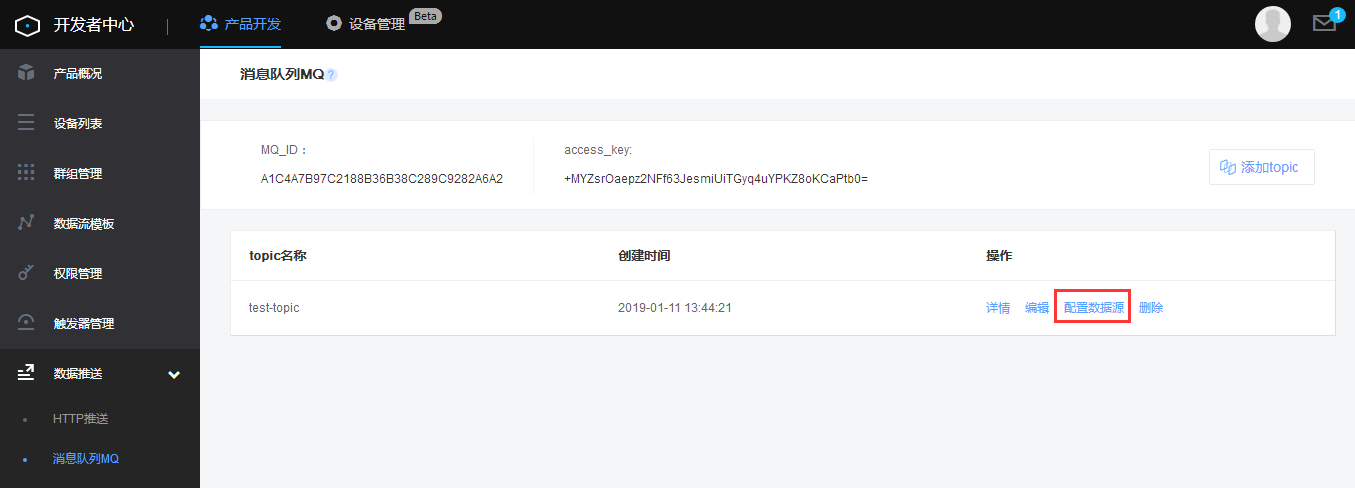 开发者中心
产品开发
设备管理
Beta
1
产品概况
设备列表
群组管理
数据流模板
权限管理
触发器管理
数据推送
HTTP推送
消息队列MQ
消息队列MQ?
MQ_ID：
access_key:
A1C4A7B97C2188B36B38C289C9282A6A2
+MYZsrOaepz2NFf63JesmiUiTGyq4uYPKZ8oKCaPtb0=
添加topic
topic名称 创建时间 操作
test-topic 2019-01-11 13:44:21 详情 编辑 配置数据源 删除